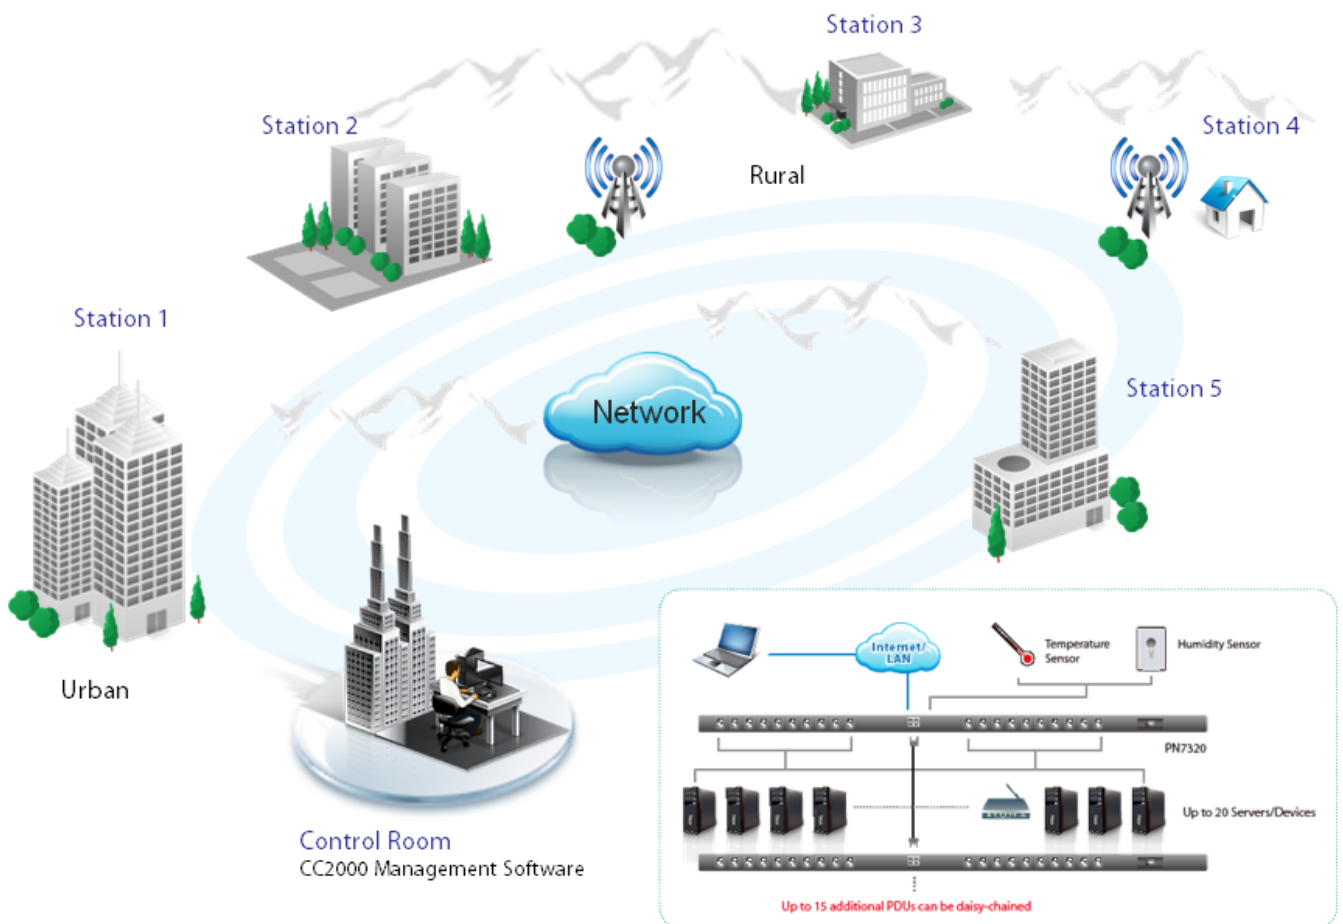 Station 3
Station 2
Station 4
Rural
Station 1
Station 5
Network
Urban
Internet/
LAN
Temperature
Sensor
Humidity Sensor
PN7320
Up to 20 Servers/Devices
Control Room
CC2000 Management Software
Up to 15 additional PDUs can be daisy-chained